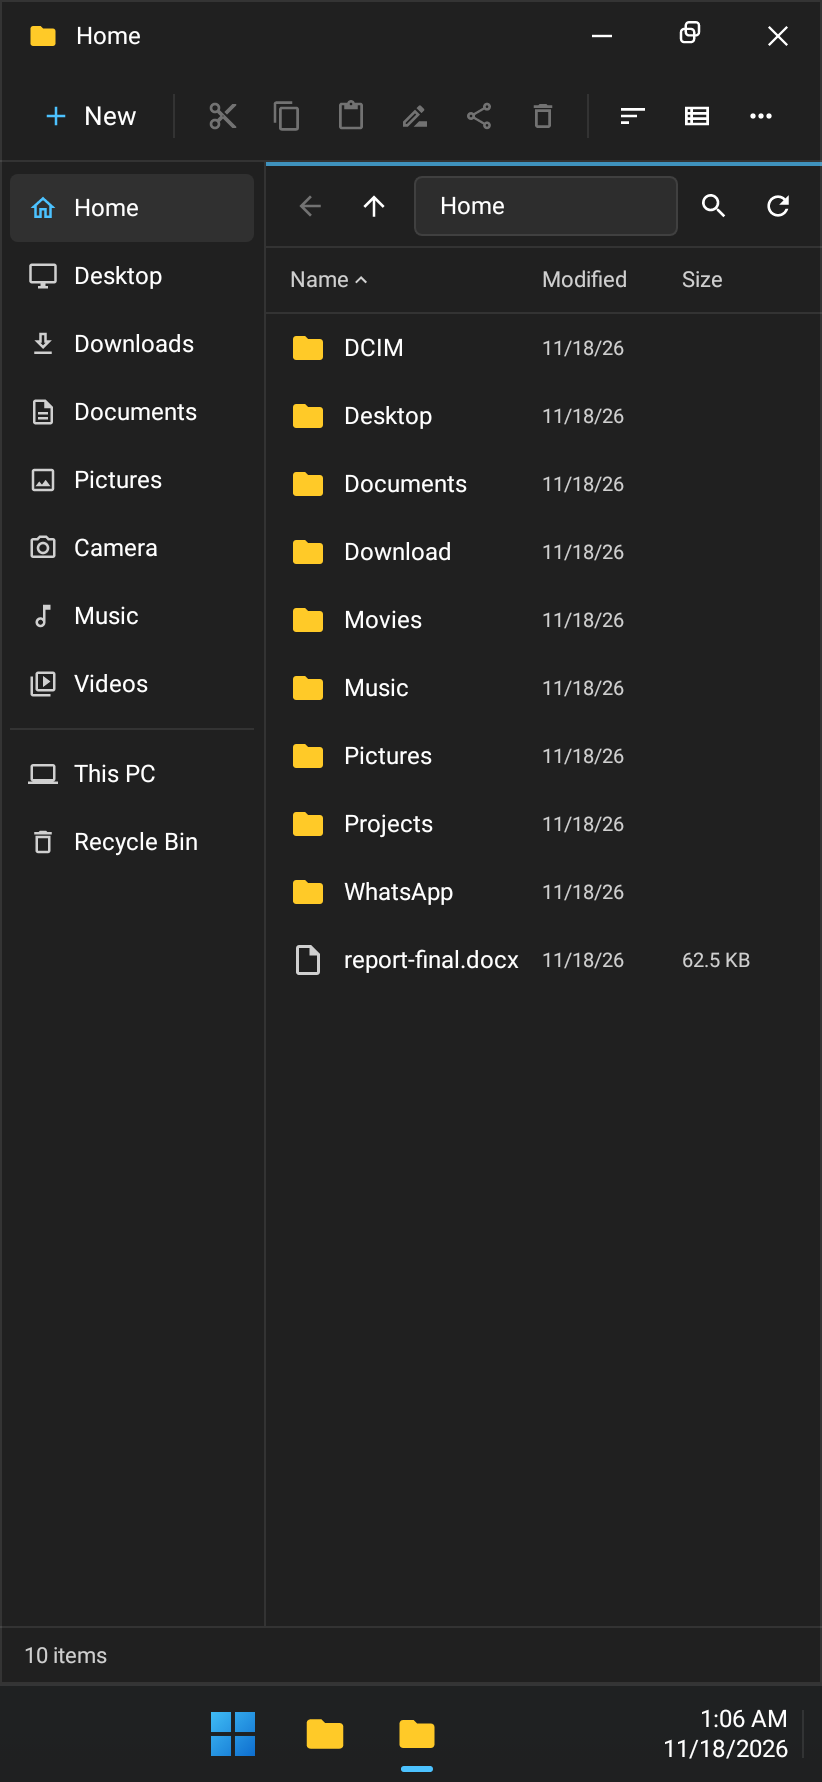 Home
New
Home
Desktop
Downloads
Documents
Pictures
Camera
Music
Videos
This PC
Recycle Bin
Home
Name Modified Size
DCIM 11/18/26
Desktop 11/18/26
Documents 11/18/26
Download 11/18/26
Movies 11/18/26
Music 11/18/26
Pictures 11/18/26
Projects 11/18/26
WhatsApp 11/18/26
report-final.docx 11/18/26 62.5 KB
10 items
1:06 AM
11/18/2026